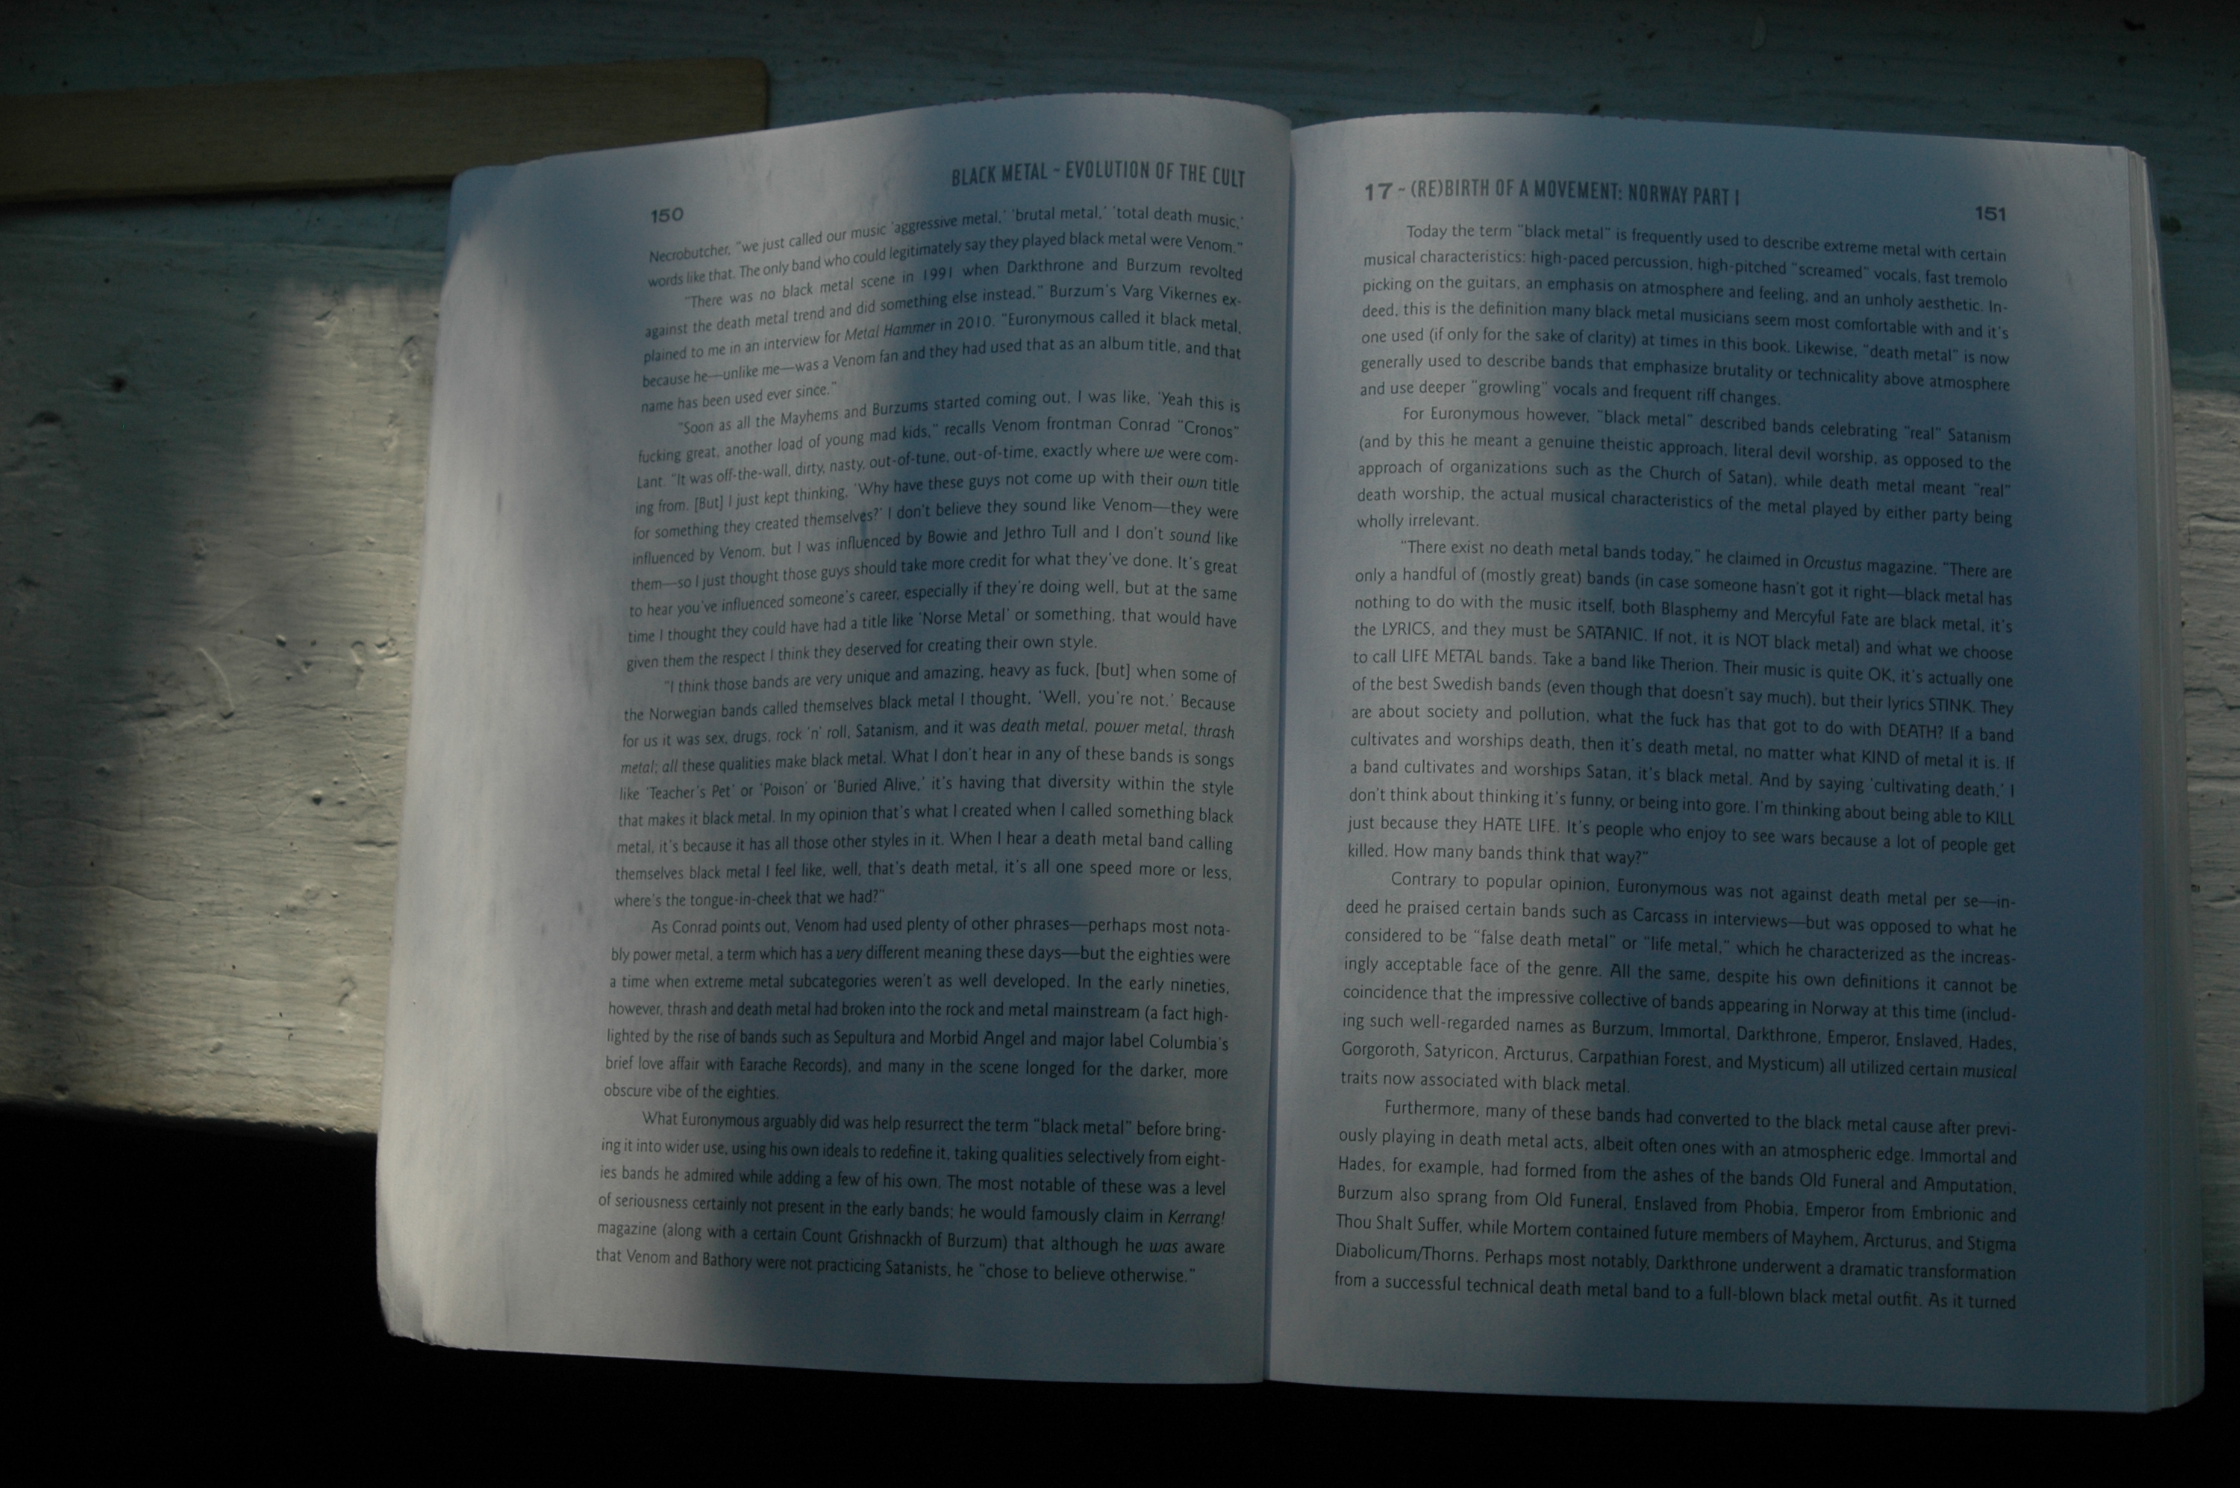 BLACK METAL - EVOLUTION OF THE CULT
150
Necrobutcher, "we just called our music 'aggressive metal,' 'brutal metal,' 'total death music,'
words like that. The only band who could legitimately say they played black metal were Venom."
"There was no black metal scene in 1991 when Darkthrone and Burzum revolted
against the death metal trend and did something else instead," Burzum's Varg Vikernes ex-
plained to me in an interview for Metal Hammer in 2010. "Euronymous called it black metal,
because he—unlike me—was a Venom fan and they had used that as an album title, and that
name has been used ever since."
"Soon as all the Mayhems and Burzums started coming out, I was like, 'Yeah this is
fucking great, another load of young mad kids," recalls Venom frontman Conrad "Cronos"
Lant. "It was off-the-wall, dirty, nasty, out-of-tune, out-of-time, exactly where we were com-
ing from. [But] I just kept thinking, 'Why have these guys not come up with their own title
for something they created themselves?' I don't believe they sound like Venom—they were
influenced by Venom, but I was influenced by Bowie and Jethro Tull and I don't sound like
them—so I just thought those guys should take more credit for what they've done. It's great
to hear you've influenced someone's career, especially if they're doing well, but at the same
time I thought they could have had a title like 'Norse Metal' or something, that would have
given them the respect I think they deserved for creating their own style.
"I think those bands are very unique and amazing, heavy as fuck, [but] when some of
the Norwegian bands called themselves black metal I thought, 'Well, you're not.' Because
for us it was sex, drugs, rock 'n' roll, Satanism, and it was death metal, power metal, thrash
metal; all these qualities make black metal. What I don't hear in any of these bands is songs
like 'Teacher's Pet' or 'Poison' or 'Buried Alive,' it's having that diversity within the style
that makes it black metal. In my opinion that's what I created when I called something black
metal, it's because it has all those other styles in it. When I hear a death metal band calling
themselves black metal I feel like, well, that's death metal, it's all one speed more or less,
where's the tongue-in-cheek that we had?"
As Conrad points out, Venom had used plenty of other phrases—perhaps most nota-
bly power metal, a term which has a very different meaning these days—but the eighties were
a time when extreme metal subcategories weren't as well developed. In the early nineties,
however, thrash and death metal had broken into the rock and metal mainstream (a fact high-
lighted by the rise of bands such as Sepultura and Morbid Angel and major label Columbia's
brief love affair with Earache Records), and many in the scene longed for the darker, more
obscure vibe of the eighties.
What Euronymous arguably did was help resurrect the term "black metal" before bring-
ing it into wider use, using his own ideals to redefine it, taking qualities selectively from eight-
ies bands he admired while adding a few of his own. The most notable of these was a level
of seriousness certainly not present in the early bands; he would famously claim in Kerrang!
magazine (along with a certain Count Grishnackh of Burzum) that although he was aware
that Venom and Bathory were not practicing Satanists, he "chose to believe otherwise."
17 - (RE)BIRTH OF A MOVEMENT: NORWAY PART I
151
Today the term "black metal" is frequently used to describe extreme metal with certain
musical characteristics: high-paced percussion, high-pitched "screamed" vocals, fast tremolo
picking on the guitars, an emphasis on atmosphere and feeling, and an unholy aesthetic. In-
deed, this is the definition many black metal musicians seem most comfortable with and it's
one used (if only for the sake of clarity) at times in this book. Likewise, "death metal" is now
generally used to describe bands that emphasize brutality or technicality above atmosphere
and use deeper "growling" vocals and frequent riff changes.
For Euronymous however, "black metal" described bands celebrating "real" Satanism
(and by this he meant a genuine theistic approach, literal devil worship, as opposed to the
approach of organizations such as the Church of Satan), while death metal meant "real"
death worship, the actual musical characteristics of the metal played by either party being
wholly irrelevant.
"There exist no death metal bands today," he claimed in Orcustus magazine. "There are
only a handful of (mostly great) bands (in case someone hasn't got it right—black metal has
nothing to do with the music itself, both Blasphemy and Mercyful Fate are black metal, it's
the LYRICS, and they must be SATANIC. If not, it is NOT black metal) and what we choose
to call LIFE METAL bands. Take a band like Therion. Their music is quite OK, it's actually one
of the best Swedish bands (even though that doesn't say much), but their lyrics STINK. They
are about society and pollution, what the fuck has that got to do with DEATH? If a band
cultivates and worships death, then it's death metal, no matter what KIND of metal it is. If
a band cultivates and worships Satan, it's black metal. And by saying 'cultivating death,' I
don't think about thinking it's funny, or being into gore. I'm thinking about being able to KILL
just because they HATE LIFE. It's people who enjoy to see wars because a lot of people get
killed. How many bands think that way?"
Contrary to popular opinion, Euronymous was not against death metal per se—in-
deed he praised certain bands such as Carcass in interviews—but was opposed to what he
considered to be "false death metal" or "life metal," which he characterized as the increas-
ingly acceptable face of the genre. All the same, despite his own definitions it cannot be
coincidence that the impressive collective of bands appearing in Norway at this time (includ-
ing such well-regarded names as Burzum, Immortal, Darkthrone, Emperor, Enslaved, Hades,
Gorgoroth, Satyricon, Arcturus, Carpathian Forest, and Mysticum) all utilized certain musical
traits now associated with black metal.
Furthermore, many of these bands had converted to the black metal cause after previ-
ously playing in death metal acts, albeit often ones with an atmospheric edge. Immortal and
Hades, for example, had formed from the ashes of the bands Old Funeral and Amputation,
Burzum also sprang from Old Funeral, Enslaved from Phobia, Emperor from Embrionic and
Thou Shalt Suffer, while Mortem contained future members of Mayhem, Arcturus, and Stigma
Diabolicum/Thorns. Perhaps most notably, Darkthrone underwent a dramatic transformation
from a successful technical death metal band to a full-blown black metal outfit. As it turned